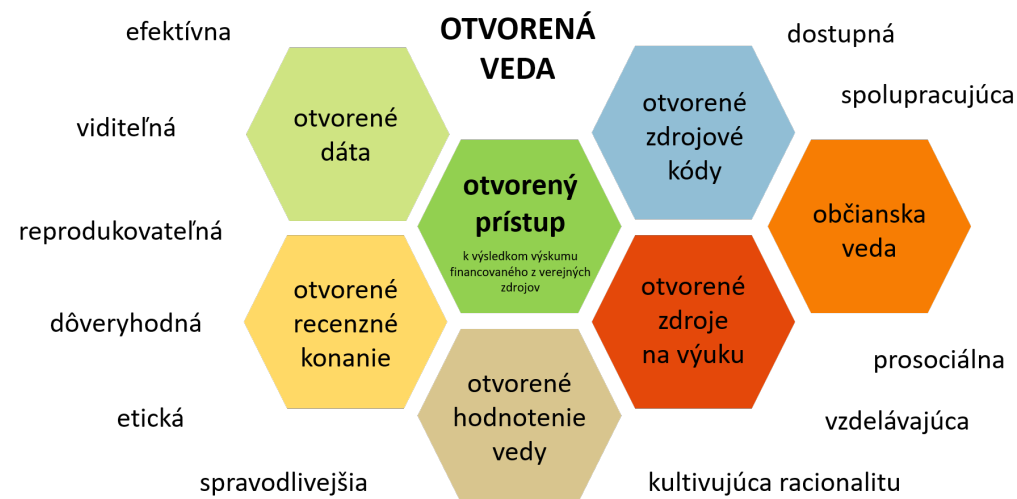 OTVORENÁ
VEDA
efektívna
viditeľná
reprodukovateľná
dôveryhodná
etická
spravodlivejšia
otvorené
dáta
otvorené
recenzné
konanie
otvorený
prístup
k výsledkom výskumu
financovaného z verejných
zdrojov
otvorené
hodnotenie
vedy
otvorené
zdrojové
kódy
otvorené
zdroje
na výuku
občianska
veda
dostupná
spolupracujúca
prosociálna
vzdelávajúca
kultivujúca racionalitu